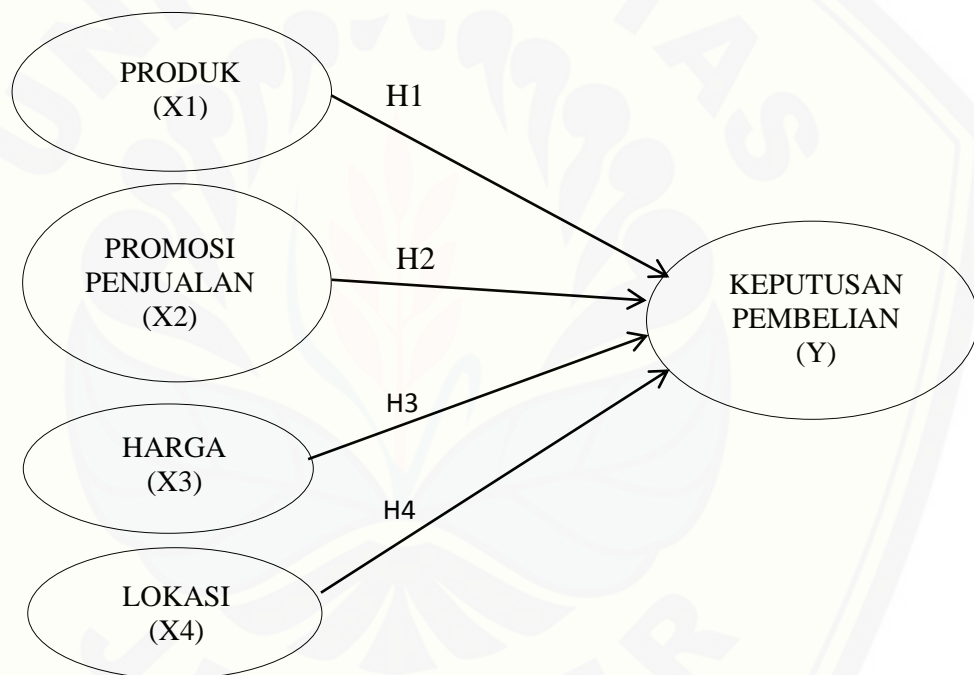 PRODUK
(X1)
H1
PROMOSI
PENJUALAN
(X2)
H2
HARGA
(X3)
H3
LOKASI
(X4)
H4
KEPUTUSAN
PEMBELIAN
(Y)